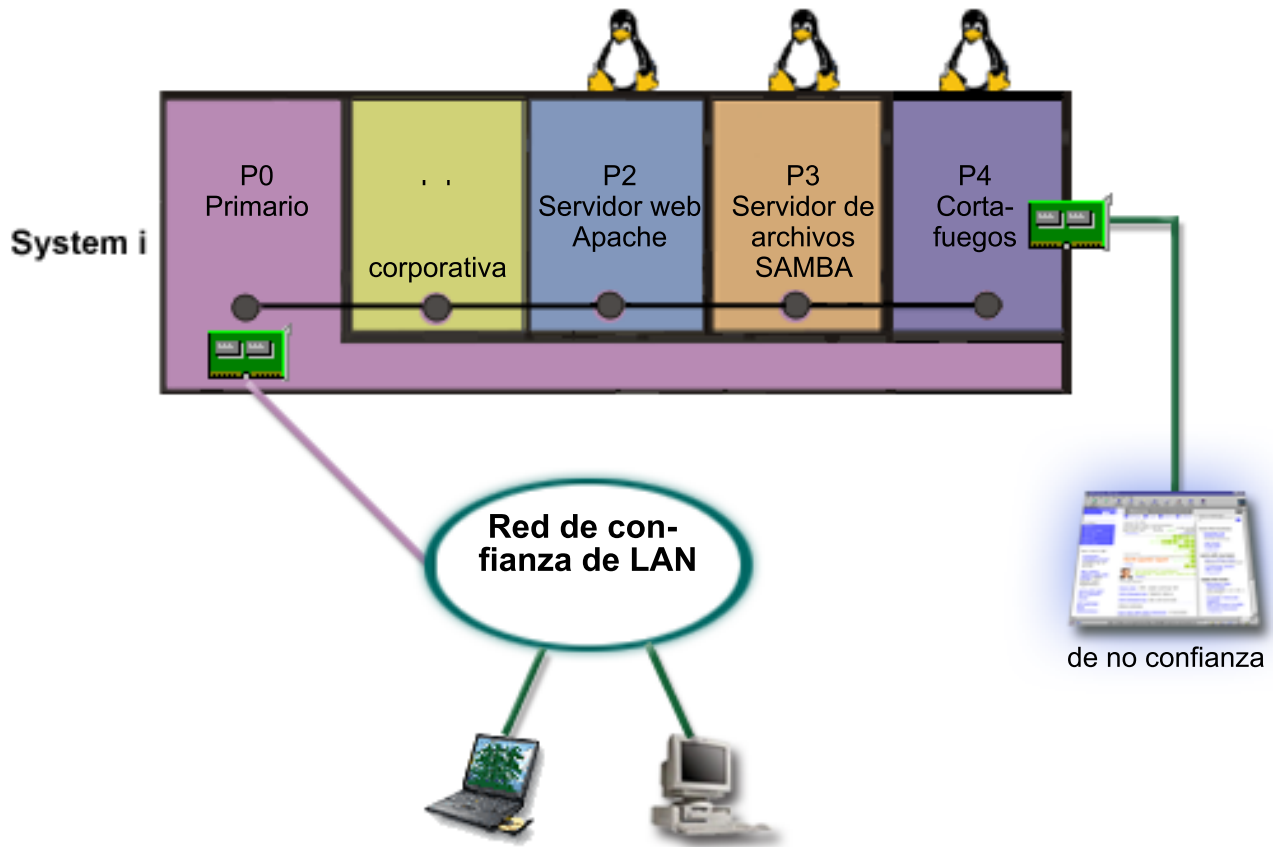 System i
P0
Primario
corporativa
P2
Servidor web
Apache
P3
Servidor de
archivos
SAMBA
P4
Corta-
fuegos
Red de con-
fianza de LAN
de no confianza